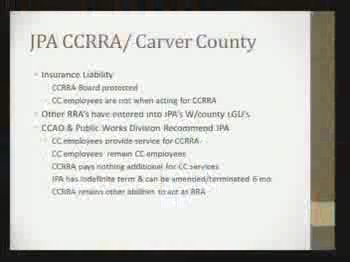 JPA CCRRA/ Carver County
Insurance Liability
CCRRA Board protected
CC employees are not when acting for CCRRA
Other RRA's have entered into JPA's W/county LGU's
CCAO & Public Works Division Recommend JPA
CC employees provide service for CCRRA
CC employees remain CC employees
CCRRA pays nothing additional for CC services
JPA has indefinite term & can be amended/terminated 6 mo
CCRRA retains other abilities to act as RRA